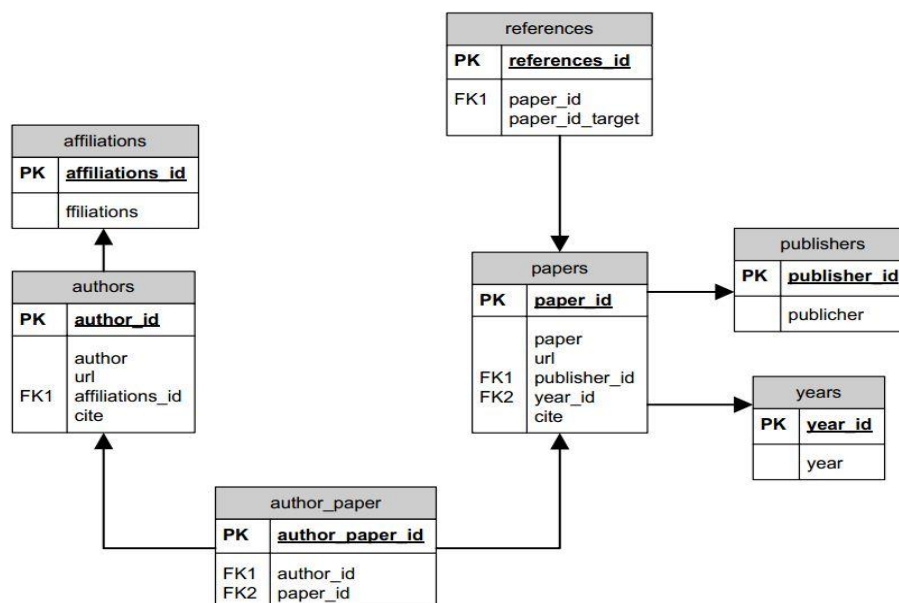 references
PK references_id
FK1 paper_id
paper_id_target
affiliations
PK affiliations_id
ffiliations
authors
PK author_id
author
url
FK1 affiliations_id
cite
papers
PK paper_id
paper
url
FK1 publisher_id
FK2 year_id
cite
publishers
PK publisher_id
publicher
years
PK year_id
year
author_paper
PK author_paper_id
FK1 author_id
FK2 paper_id